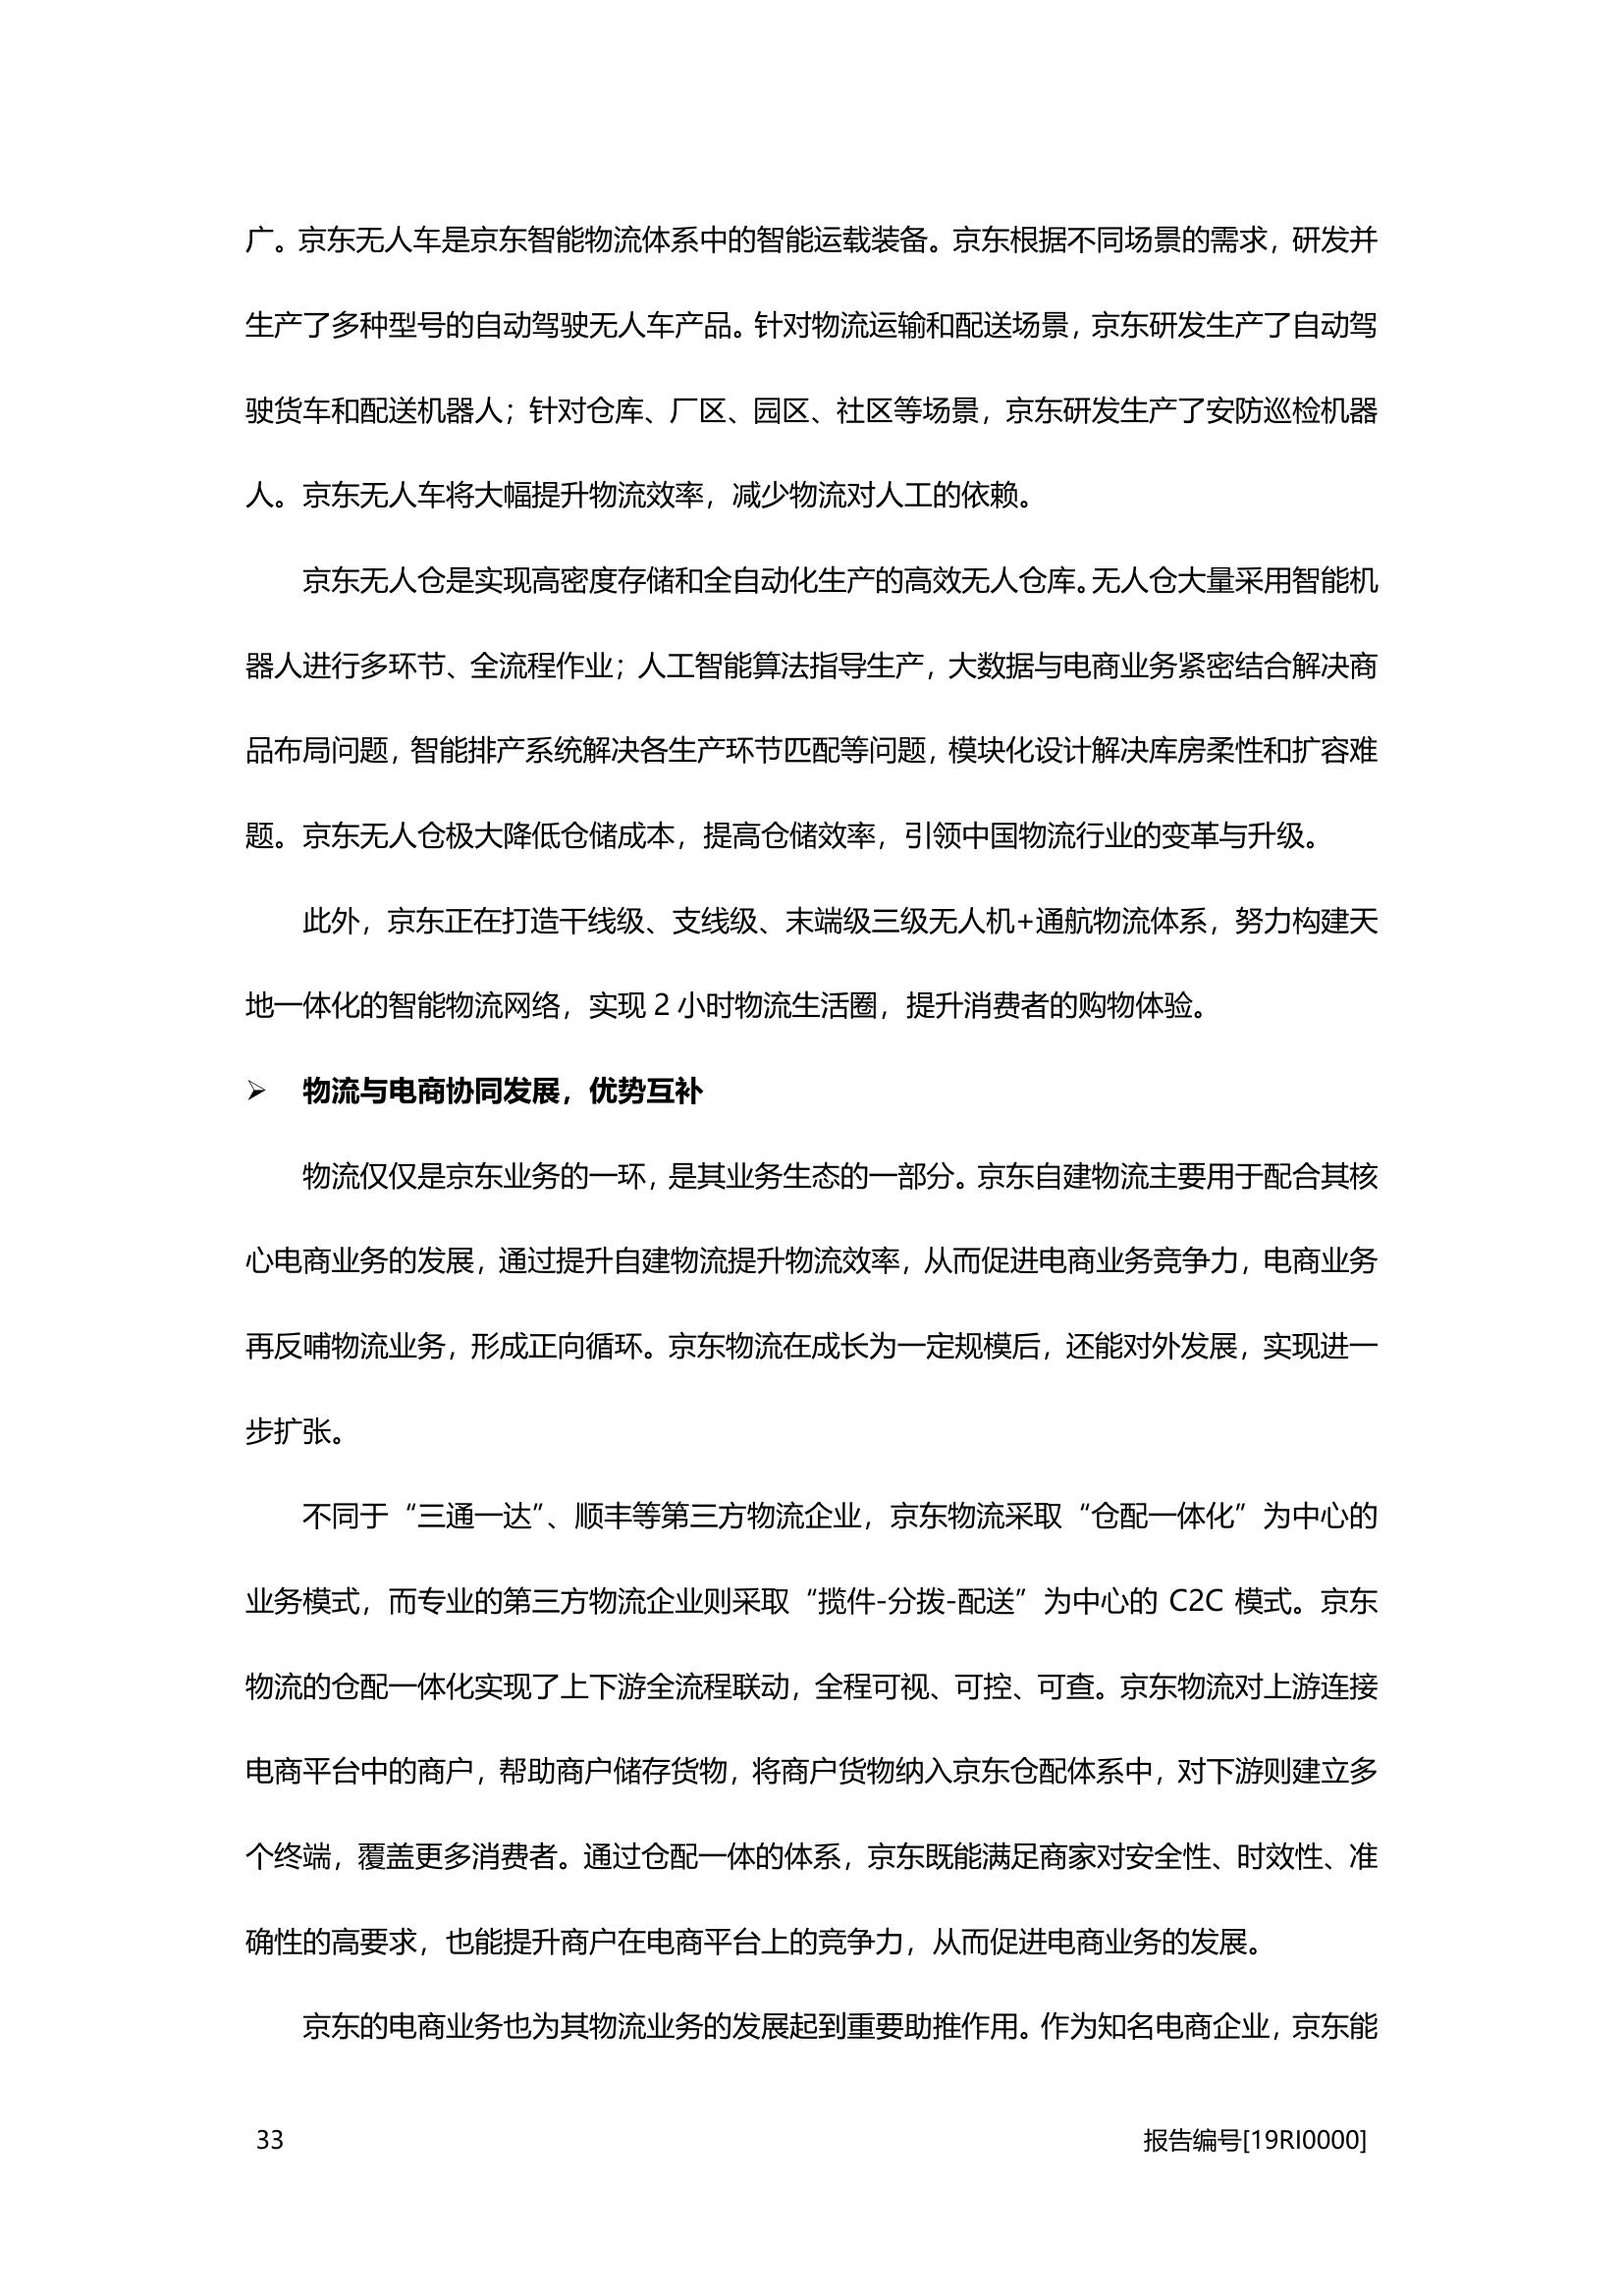 广。京东无人车是京东智能物流体系中的智能运载装备。京东根据不同场景的需求，研发并
生产了多种型号的自动驾驶无人车产品。针对物流运输和配送场景，京东研发生产了自动驾
驶货车和配送机器人；针对仓库、厂区、园区、社区等场景，京东研发生产了安防巡检机器
人。京东无人车将大幅提升物流效率，减少物流对人工的依赖。
京东无人仓是实现高密度存储和全自动化生产的高效无人仓库。无人仓大量采用智能机
器人进行多环节、全流程作业；人工智能算法指导生产，大数据与电商业务紧密结合解决商
品布局问题，智能排产系统解决各生产环节匹配等问题，模块化设计解决库房柔性和扩容难
题。京东无人仓极大降低仓储成本，提高仓储效率，引领中国物流行业的变革与升级。
此外，京东正在打造干线级、支线级、末端级三级无人机+通航物流体系，努力构建天
地一体化的智能物流网络，实现 2 小时物流生活圈，提升消费者的购物体验。
➢ 物流与电商协同发展，优势互补
物流仅仅是京东业务的一环，是其业务生态的一部分。京东自建物流主要用于配合其核
心电商业务的发展，通过提升自建物流提升物流效率，从而促进电商业务竞争力，电商业务
再反哺物流业务，形成正向循环。京东物流在成长为一定规模后，还能对外发展，实现进一
步扩张。
不同于“三通一达”、顺丰等第三方物流企业，京东物流采取“仓配一体化”为中心的
业务模式，而专业的第三方物流企业则采取“揽件-分拨-配送”为中心的 C2C 模式。京东
物流的仓配一体化实现了上下游全流程联动，全程可视、可控、可查。京东物流对上游连接
电商平台中的商户，帮助商户储存货物，将商户货物纳入京东仓配体系中，对下游则建立多
个终端，覆盖更多消费者。通过仓配一体的体系，京东既能满足商家对安全性、时效性、准
确性的高要求，也能提升商户在电商平台上的竞争力，从而促进电商业务的发展。
京东的电商业务也为其物流业务的发展起到重要助推作用。作为知名电商企业，京东能
33 报告编号[19RI0000]